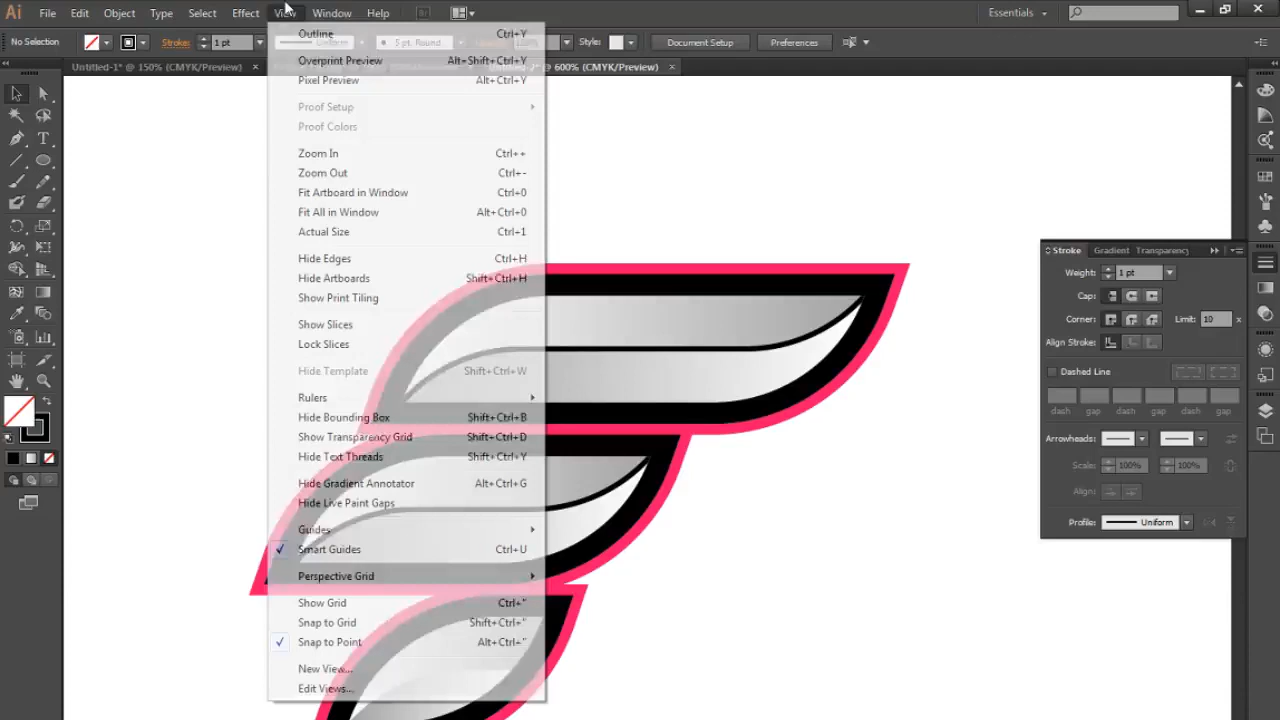 Ai File Edit Object Type Select Effect View Window Help Essentials
No Selection Stroke: 1 pt Uniform 5 pt. Round Style: Document Setup Preferences
Untitled-1* @ 150% (CMYK/Preview) @ 600% (CMYK/Preview)
Outline Ctrl+Y
Overprint Preview Alt+Shift+Ctrl+Y
Pixel Preview Alt+Ctrl+Y
Proof Setup
Proof Colors
Zoom In Ctrl++
Zoom Out Ctrl+-
Fit Artboard in Window Ctrl+0
Fit All in Window Alt+Ctrl+0
Actual Size Ctrl+1
Hide Edges Ctrl+H
Hide Artboards Shift+Ctrl+H
Show Print Tiling
Show Slices
Lock Slices
Hide Template Shift+Ctrl+W
Rulers
Hide Bounding Box Shift+Ctrl+B
Show Transparency Grid Shift+Ctrl+D
Hide Text Threads Shift+Ctrl+Y
Hide Gradient Annotator Alt+Ctrl+G
Hide Live Paint Gaps
Guides
Smart Guides Ctrl+U
Perspective Grid
Show Grid Ctrl+"
Snap to Grid Shift+Ctrl+"
Snap to Point Alt+Ctrl+"
New View...
Edit Views...
Stroke Gradient Transparency
Weight: 1 pt
Cap:
Corner: Limit: 10 x
Align Stroke:
Dashed Line
dash gap dash gap dash gap
Arrowheads:
Scale: 100% 100%
Align:
Profile: Uniform